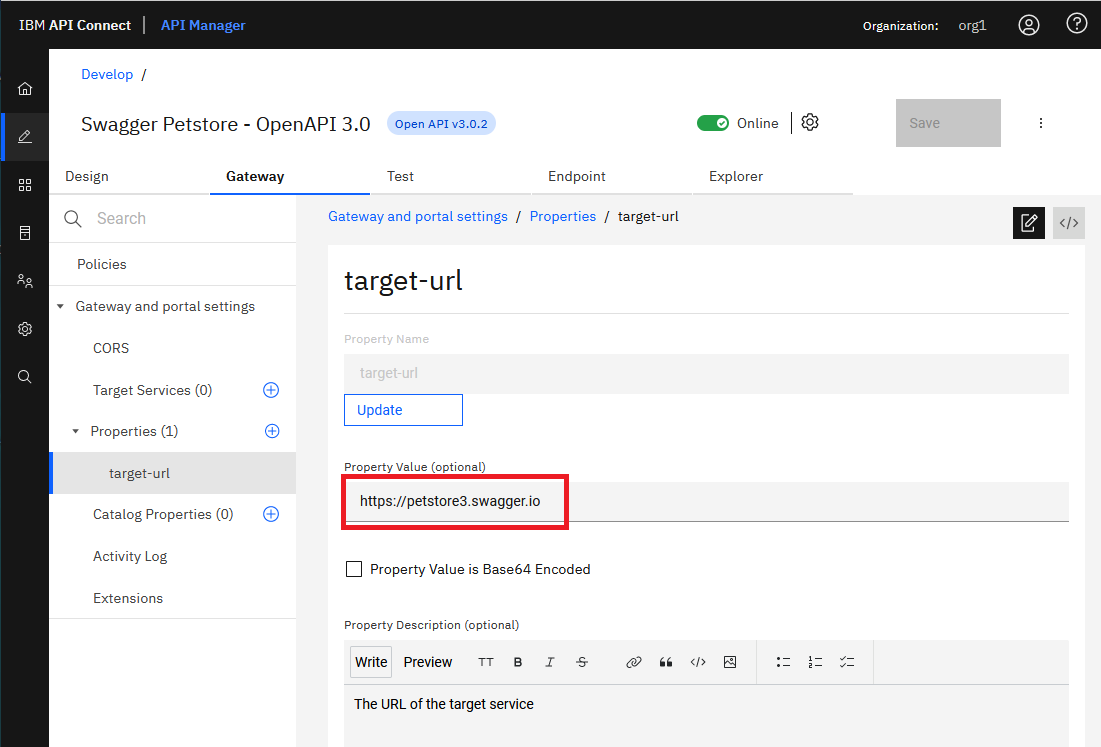 IBM API Connect | API Manager
Organization: org1
Develop /
Swagger Petstore - OpenAPI 3.0
Open API v3.0.2
Online
Save
Design Gateway Test Endpoint Explorer
Search
Policies
Gateway and portal settings
CORS
Target Services (0)
Properties (1)
target-url
Catalog Properties (0)
Activity Log
Extensions
Gateway and portal settings / Properties / target-url
target-url
Property Name
target-url
Update
Property Value (optional)
https://petstore3.swagger.io
Property Value is Base64 Encoded
Property Description (optional)
Write Preview TT B I S
The URL of the target service